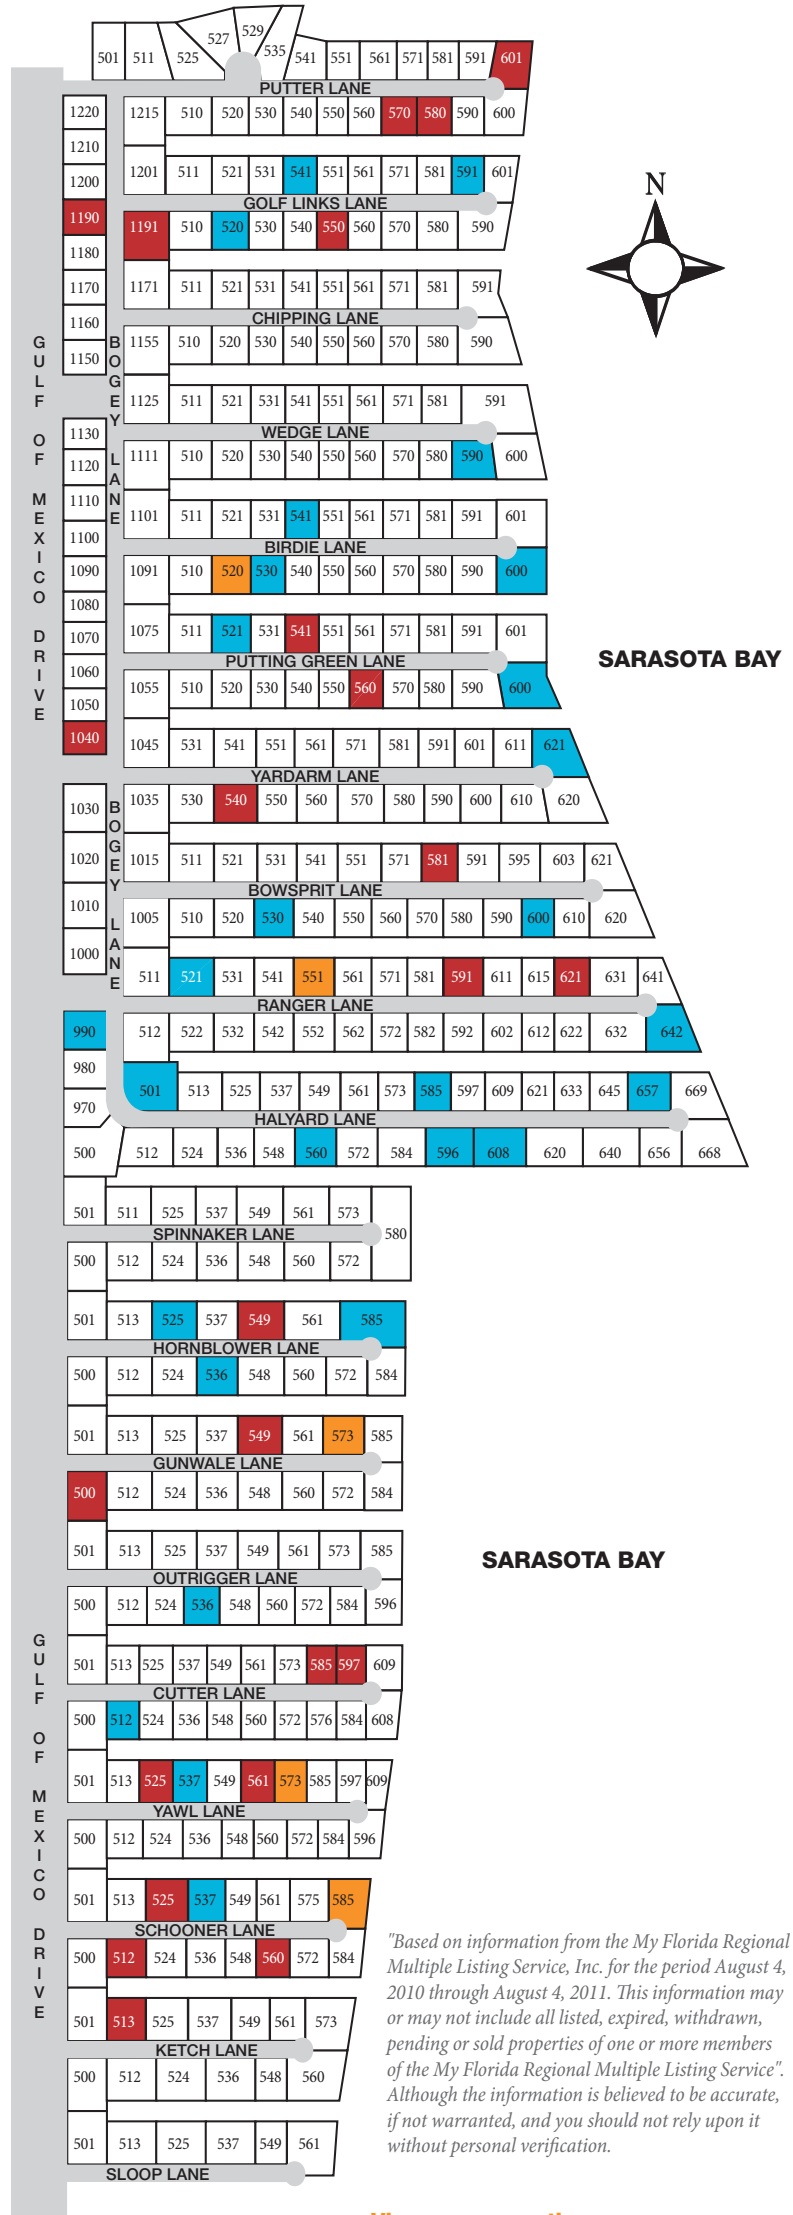 501 511 525 527 529 535 541 551 561 571 581 591 601
PUTTER LANE
1220 1215 510 520 530 540 550 560 570 580 590 600
1210
1200 1201 511 521 531 541 551 561 571 581 591 601
GOLF LINKS LANE
1190 1191 510 520 530 540 550 560 570 580 590
1180
N
1170 1171 511 521 531 541 551 561 571 581 591
CHIPPING LANE
1160
1150 1155 510 520 530 540 550 560 570 580 590
GULF OF MEXICO DRIVE
BOGEY LANE
1125 511 521 531 541 551 561 571 581 591
WEDGE LANE
1130
1120 1111 510 520 530 540 550 560 570 580 590 600
1110 1101 511 521 531 541 551 561 571 581 591 601
1100
BIRDIE LANE
1090 1091 510 520 530 540 550 560 570 580 590 600
1080
1070 1075 511 521 531 541 551 561 571 581 591 601
PUTTING GREEN LANE
SARASOTA BAY
1060 1055 510 520 530 540 550 560 570 580 590 600
1050
1040 1045 531 541 551 561 571 581 591 601 611 621
YARDARM LANE
1030 1035 530 540 550 560 570 580 590 600 610 620
BOGEY LANE
1020 1015 511 521 531 541 551 571 581 591 595 603 621
BOWSPRIT LANE
1010 1005 510 520 530 540 550 560 570 580 590 600 610 620
1000
511 521 531 541 551 561 571 581 591 611 615 621 631 641
RANGER LANE
990 512 522 532 542 552 562 572 582 592 602 612 622 632 642
980
970 501 513 525 537 549 561 573 585 597 609 621 633 645 657 669
HALYARD LANE
500 512 524 536 548 560 572 584 596 608 620 640 656 668
501 511 525 537 549 561 573 580
SPINNAKER LANE
500 512 524 536 548 560 572
501 513 525 537 549 561 585
HORNBLOWER LANE
500 512 524 536 548 560 572 584
501 513 525 537 549 561 573 585
GUNWALE LANE
500 512 524 536 548 560 572 584
501 513 525 537 549 561 573 585
SARASOTA BAY
OUTRIGGER LANE
500 512 524 536 548 560 572 584 596
GULF OF MEXICO DRIVE
501 513 525 537 549 561 573 585 597 609
CUTTER LANE
500 512 524 536 548 560 572 576 584 608
501 513 525 537 549 561 573 585 597 609
YAWL LANE
500 512 524 536 548 560 572 584 596
501 513 525 537 549 561 575 585
SCHOONER LANE
500 512 524 536 548 560 572 584
501 513 525 537 549 561 573
KETCH LANE
500 512 524 536 548 560
501 513 525 537 549 561
SLOOP LANE
"Based on information from the My Florida Regional
Multiple Listing Service, Inc. for the period August 4,
2010 through August 4, 2011. This information may
or may not include all listed, expired, withdrawn,
pending or sold properties of one or more members
of the My Florida Regional Multiple Listing Service".
Although the information is believed to be accurate,
if not warranted, and you should not rely upon it
without personal verification.